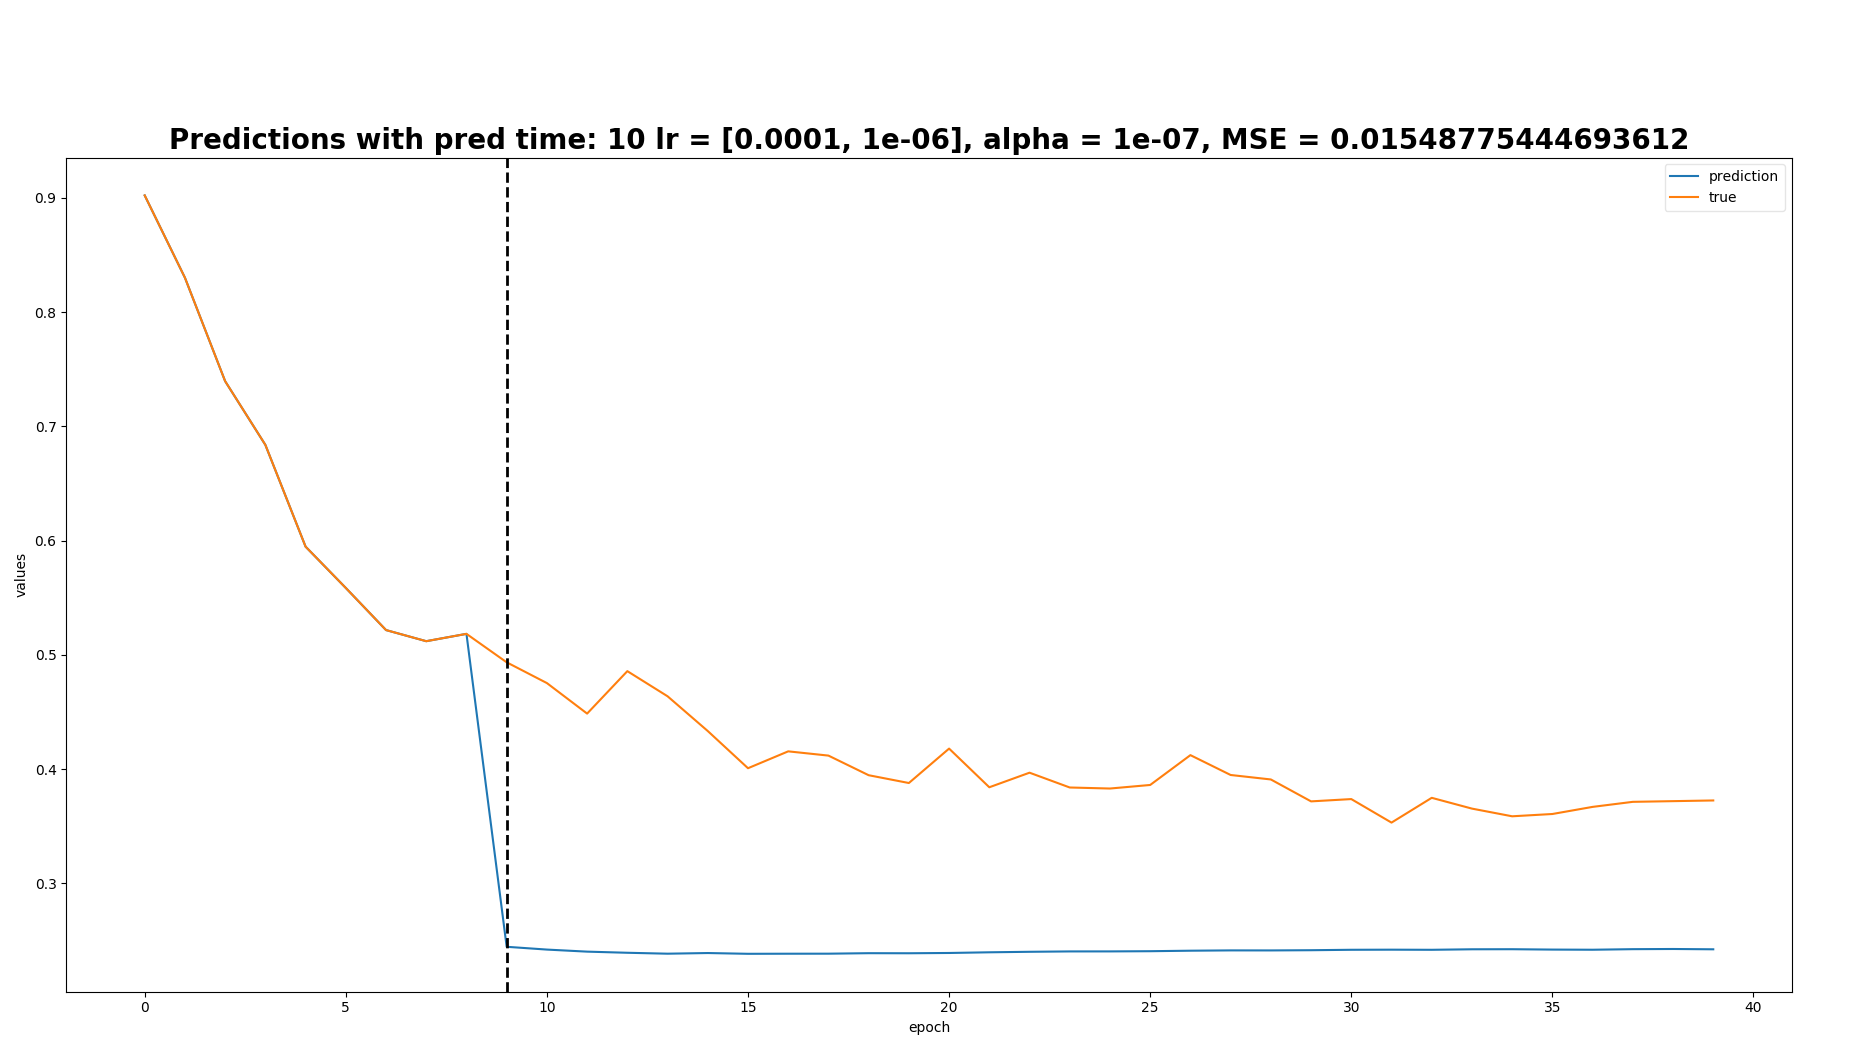 Predictions with pred time: 10 lr = [0.0001, 1e-06], alpha = 1e-07, MSE = 0.01548775444693612
prediction
true
0.9
0.8
0.7
0.6
0.5
0.4
0.3
values
0 5 10 15 20 25 30 35 40
epoch